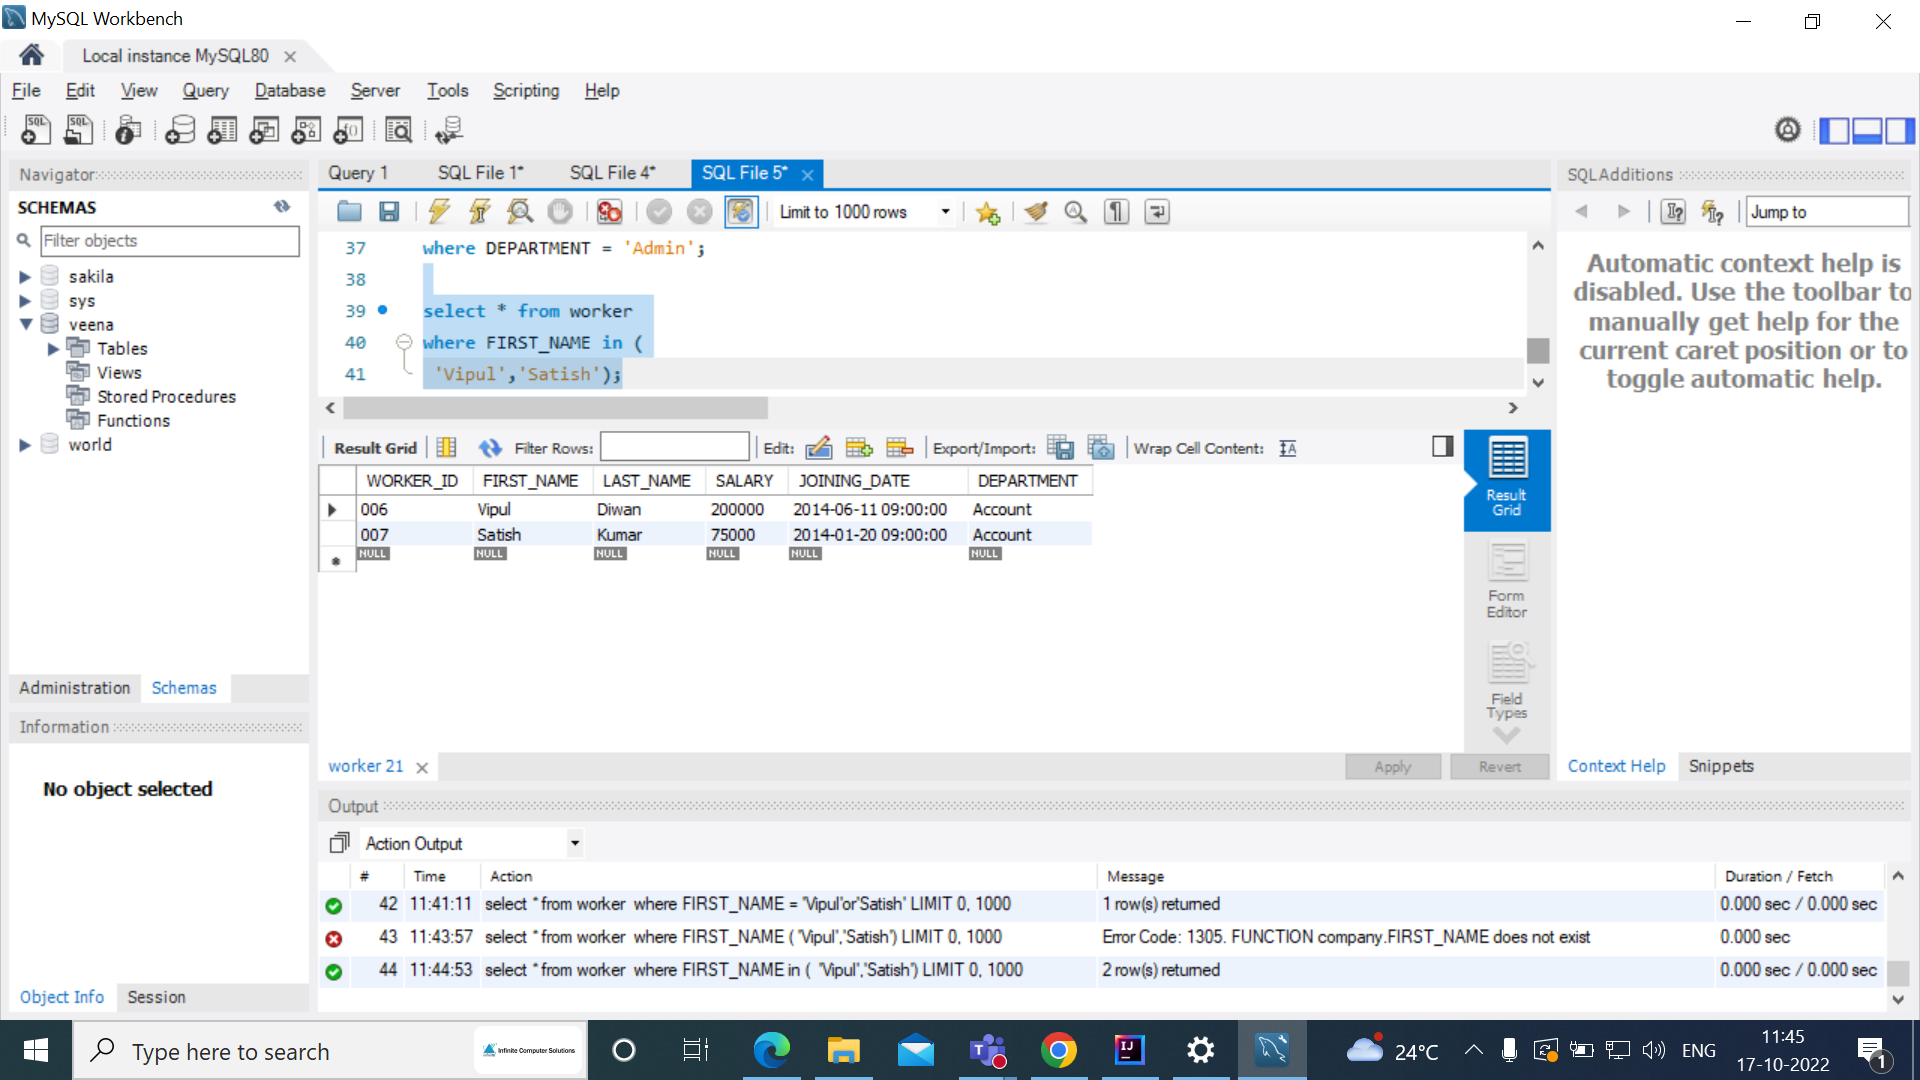 MySQL Workbench
Local instance MySQL80
File Edit View Query Database Server Tools Scripting Help
Navigator
SCHEMAS
Filter objects
sakila
sys
veena
Tables
Views
Stored Procedures
Functions
world
Administration Schemas
Information
No object selected
Object Info Session
Query 1 SQL File 1* SQL File 4* SQL File 5*
Limit to 1000 rows
37 where DEPARTMENT = 'Admin';
38
39 select * from worker
40 where FIRST_NAME in (
41 'Vipul','Satish');
Result Grid Filter Rows: Edit: Export/Import: Wrap Cell Content:
WORKER_ID FIRST_NAME LAST_NAME SALARY JOINING_DATE DEPARTMENT
006 Vipul Diwan 200000 2014-06-11 09:00:00 Account
007 Satish Kumar 75000 2014-01-20 09:00:00 Account
NULL NULL NULL NULL NULL NULL
Result Grid
Form Editor
Field Types
worker 21
Apply Revert
SQLAdditions
Jump to
Automatic context help is
disabled. Use the toolbar to
manually get help for the
current caret position or to
toggle automatic help.
Context Help Snippets
Output
Action Output
# Time Action Message Duration / Fetch
42 11:41:11 select * from worker where FIRST_NAME = 'Vipul'or'Satish' LIMIT 0, 1000 1 row(s) returned 0.000 sec / 0.000 sec
43 11:43:57 select * from worker where FIRST_NAME ( 'Vipul','Satish') LIMIT 0, 1000 Error Code: 1305. FUNCTION company.FIRST_NAME does not exist 0.000 sec
44 11:44:53 select * from worker where FIRST_NAME in ( 'Vipul','Satish') LIMIT 0, 1000 2 row(s) returned 0.000 sec / 0.000 sec
Type here to search
Infinite Computer Solutions
24°C
ENG
11:45
17-10-2022
1